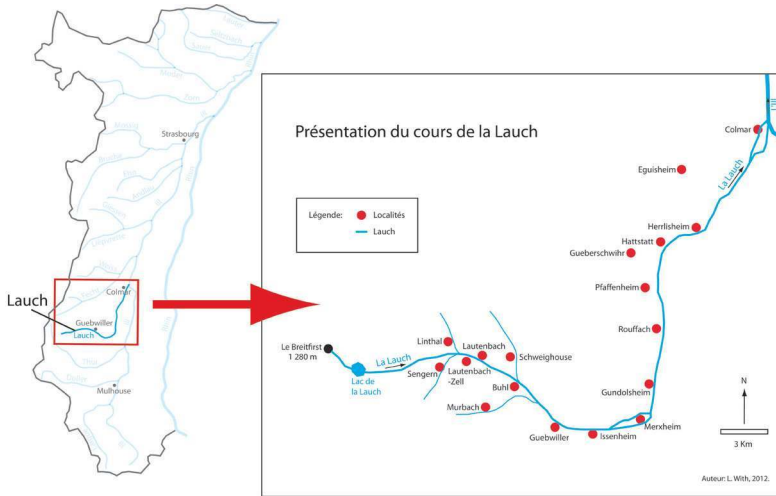 Strasbourg
Colmar
Lauch
Guebwiller
Lauch
Mulhouse
Présentation du cours de la Lauch
Légende:
Localités
Lauch
Ill
Colmar
La Lauch
Eguisheim
Herrlisheim
Hattstatt
Gueberschwihr
Pfaffenheim
Rouffach
Gundolsheim
Merxheim
Issenheim
Guebwiller
Murbach
Buhl
Schweighouse
Lautenbach
Lautenbach
-Zell
Linthal
Sengern
La Lauch
Lac de
la Lauch
Le Breitfirst
1 280 m
N
3 Km
Auteur: L. With, 2012.